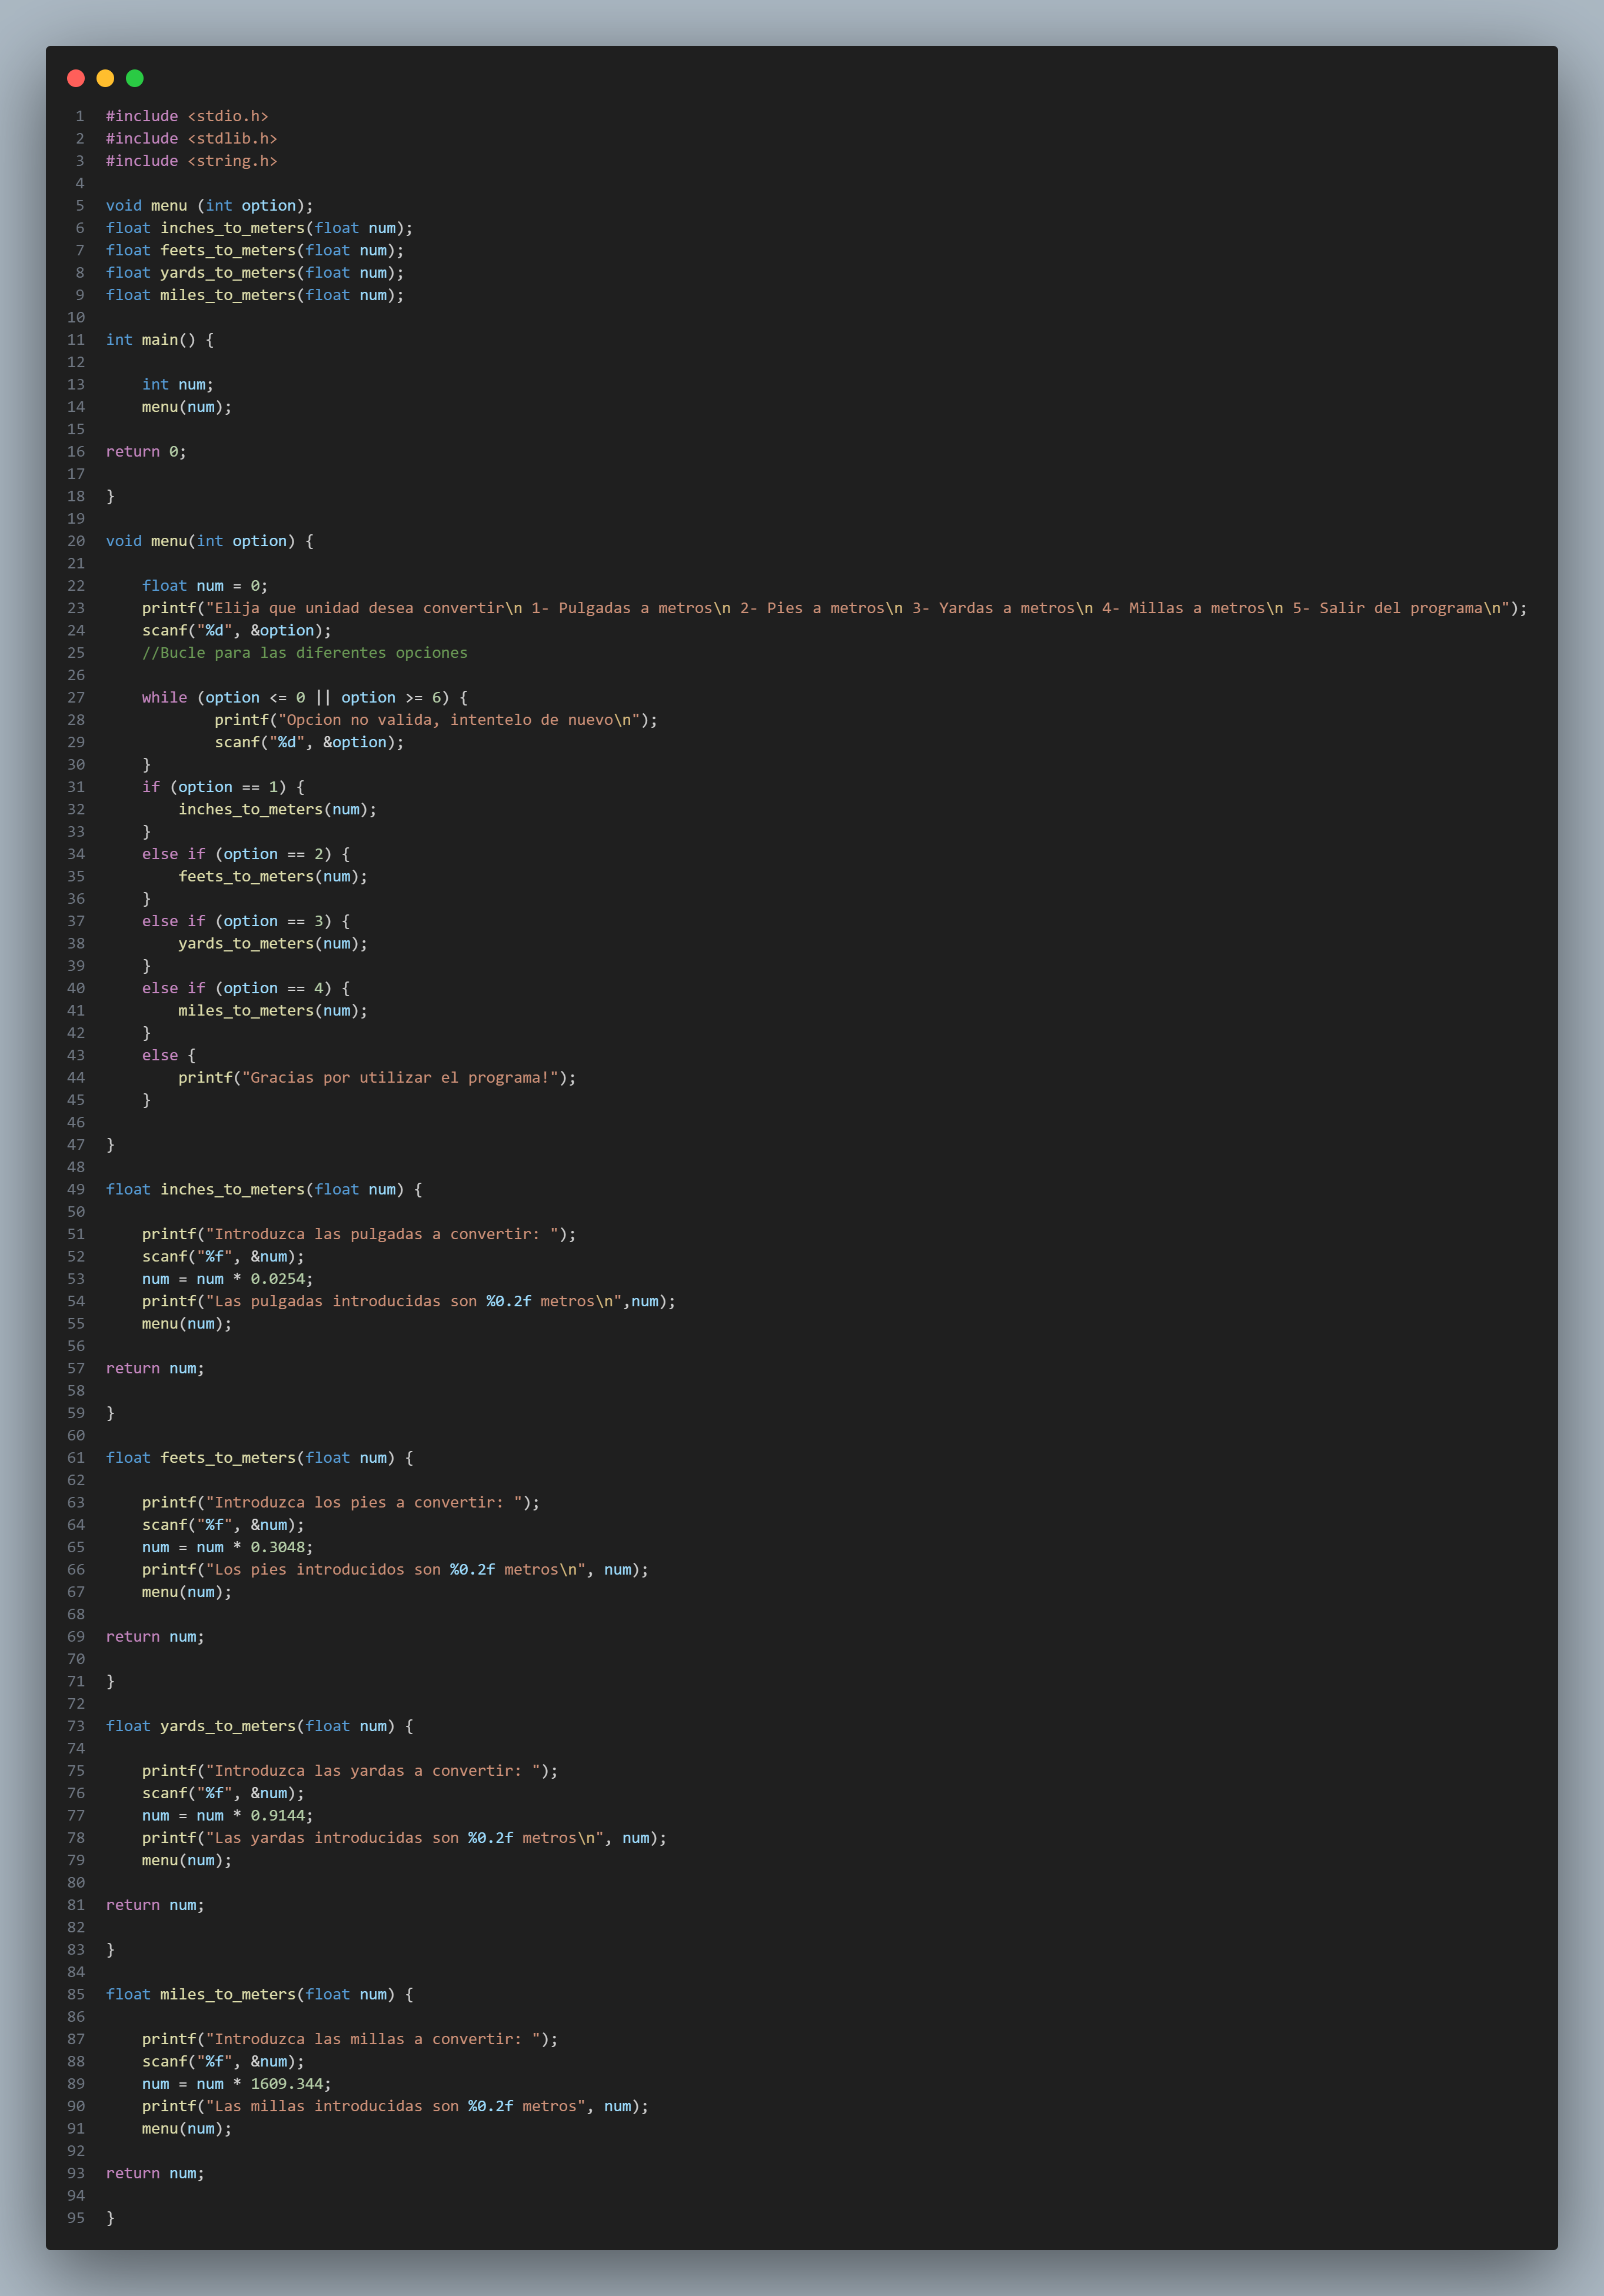 1 #include <stdio.h>
2 #include <stdlib.h>
3 #include <string.h>
4
5 void menu (int option);
6 float inches_to_meters(float num);
7 float feets_to_meters(float num);
8 float yards_to_meters(float num);
9 float miles_to_meters(float num);
10
11 int main() {
12
13     int num;
14     menu(num);
15
16 return 0;
17
18 }
19
20 void menu(int option) {
21
22     float num = 0;
23     printf("Elija que unidad desea convertir\n 1- Pulgadas a metros\n 2- Pies a metros\n 3- Yardas a metros\n 4- Millas a metros\n 5- Salir del programa\n");
24     scanf("%d", &option);
25     //Bucle para las diferentes opciones
26
27     while (option <= 0 || option >= 6) {
28             printf("Opcion no valida, intentelo de nuevo\n");
29             scanf("%d", &option);
30     }
31     if (option == 1) {
32         inches_to_meters(num);
33     }
34     else if (option == 2) {
35         feets_to_meters(num);
36     }
37     else if (option == 3) {
38         yards_to_meters(num);
39     }
40     else if (option == 4) {
41         miles_to_meters(num);
42     }
43     else {
44         printf("Gracias por utilizar el programa!");
45     }
46
47 }
48
49 float inches_to_meters(float num) {
50
51     printf("Introduzca las pulgadas a convertir: ");
52     scanf("%f", &num);
53     num = num * 0.0254;
54     printf("Las pulgadas introducidas son %0.2f metros\n",num);
55     menu(num);
56
57 return num;
58
59 }
60
61 float feets_to_meters(float num) {
62
63     printf("Introduzca los pies a convertir: ");
64     scanf("%f", &num);
65     num = num * 0.3048;
66     printf("Los pies introducidos son %0.2f metros\n", num);
67     menu(num);
68
69 return num;
70
71 }
72
73 float yards_to_meters(float num) {
74
75     printf("Introduzca las yardas a convertir: ");
76     scanf("%f", &num);
77     num = num * 0.9144;
78     printf("Las yardas introducidas son %0.2f metros\n", num);
79     menu(num);
80
81 return num;
82
83 }
84
85 float miles_to_meters(float num) {
86
87     printf("Introduzca las millas a convertir: ");
88     scanf("%f", &num);
89     num = num * 1609.344;
90     printf("Las millas introducidas son %0.2f metros", num);
91     menu(num);
92
93 return num;
94
95 }